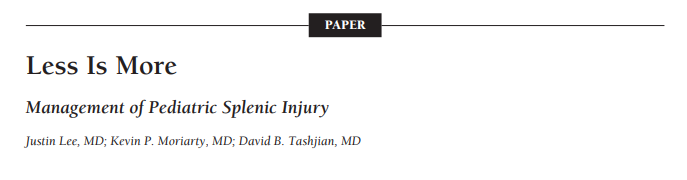 PAPER
Less Is More
Management of Pediatric Splenic Injury
Justin Lee, MD; Kevin P. Moriarty, MD; David B. Tashjian, MD